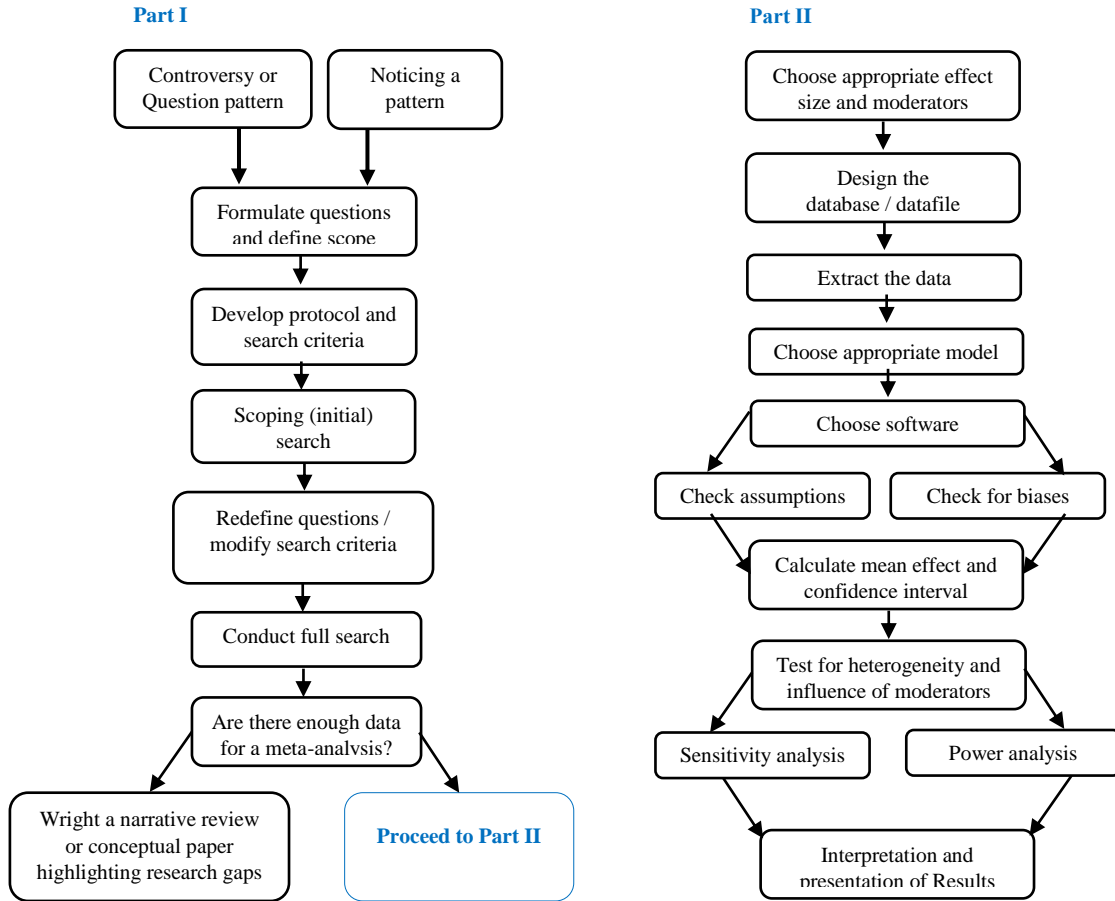 Part I
Controversy or
Question pattern
Noticing a
pattern
Formulate questions
and define scope
Develop protocol and
search criteria
Scoping (initial)
search
Redefine questions /
modify search criteria
Conduct full search
Are there enough data
for a meta-analysis?
Wright a narrative review
or conceptual paper
highlighting research gaps
Proceed to Part II
Part II
Choose appropriate effect
size and moderators
Design the
database / datafile
Extract the data
Choose appropriate model
Choose software
Check assumptions
Check for biases
Calculate mean effect and
confidence interval
Test for heterogeneity and
influence of moderators
Sensitivity analysis
Power analysis
Interpretation and
presentation of Results